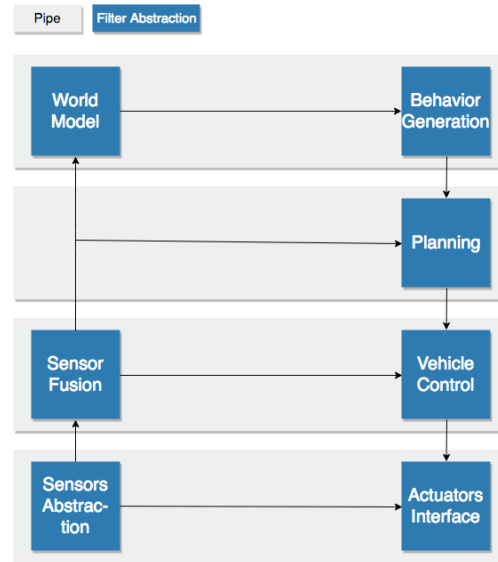 Pipe
Filter Abstraction
World
Model
Behavior
Generation
Planning
Sensor
Fusion
Vehicle
Control
Sensors
Abstrac-
tion
Actuators
Interface